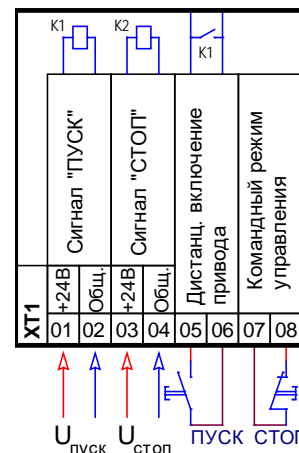 K1 K2
K1
Сигнал "ПУСК"
Сигнал "СТОП"
Дистанц. включение
привода
Командный режим
управления
+24В Общ. +24В Общ.
XT1 01 02 03 04 05 06 07 08
Uпуск Uстоп ПУСК СТОП